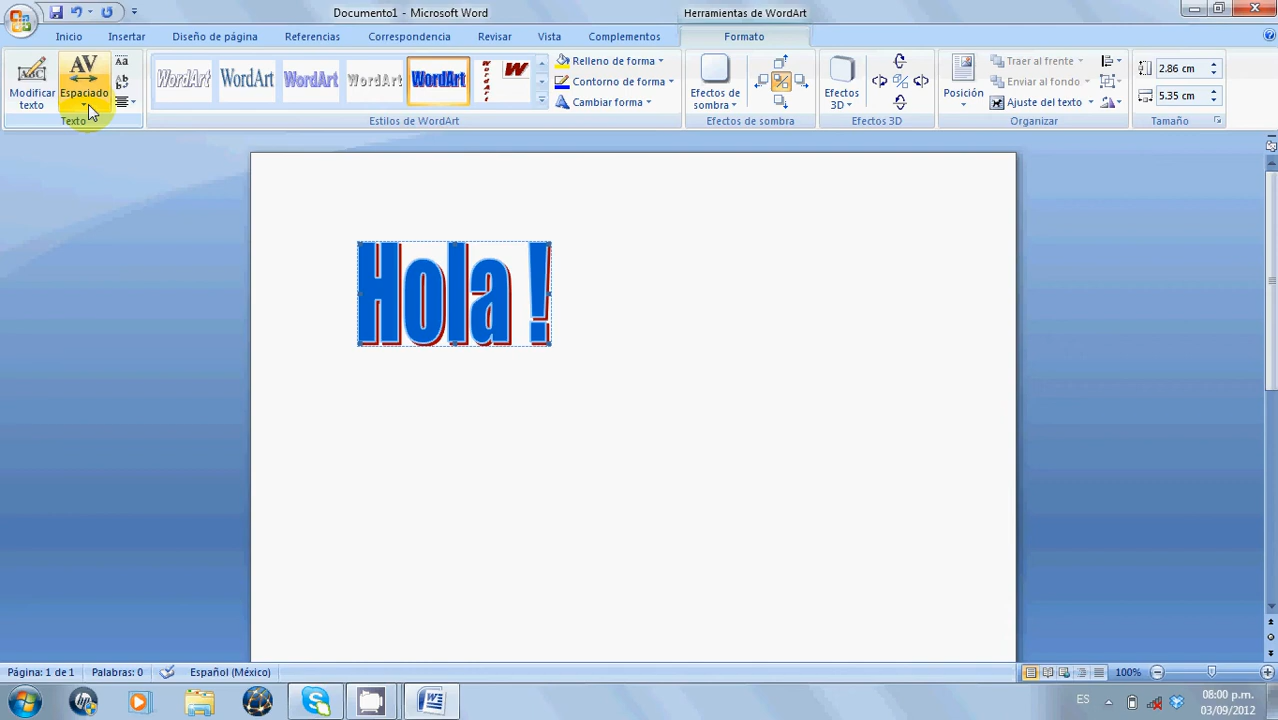 Documento1 - Microsoft Word
Herramientas de WordArt
Inicio
Insertar
Diseño de página
Referencias
Correspondencia
Revisar
Vista
Complementos
Formato
Modificar texto
Espaciado
Aa
Texto
WordArt WordArt WordArt WordArt WordArt WordArt W
Estilos de WordArt
Relleno de forma
Contorno de forma
Cambiar forma
Efectos de sombra
Efectos de sombra
Efectos 3D
Efectos 3D
Posición
Traer al frente
Enviar al fondo
Ajuste del texto
Organizar
2.86 cm
5.35 cm
Tamaño
Hola !
Página: 1 de 1
Palabras: 0
Español (México)
100%
ES
08:00 p.m.
03/09/2012